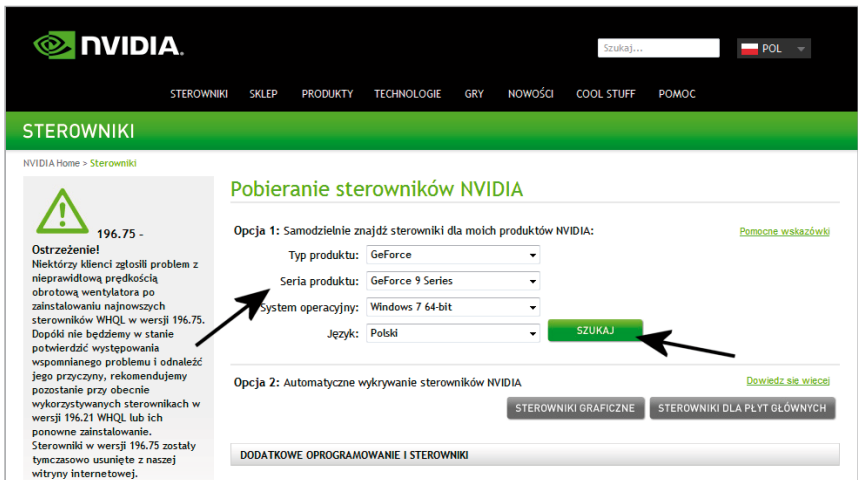 NVIDIA.
Szukaj...
POL
STEROWNIKI SKLEP PRODUKTY TECHNOLOGIE GRY NOWOŚCI COOL STUFF POMOC
STEROWNIKI
NVIDIA Home > Sterowniki
196.75 -
Ostrzeżenie!
Niektórzy klienci zgłosili problem z
nieprawidłową prędkością
obrotową wentylatora po
zainstalowaniu najnowszych
sterowników WHQL w wersji 196.75.
Dopóki nie będziemy w stanie
potwierdzić występowania
wspomnianego problemu i odnaleźć
jego przyczyny, rekomendujemy
pozostanie przy obecnie
wykorzystywanych sterownikach w
wersji 196.21 WHQL lub ich
ponowne zainstalowanie.
Sterowniki w wersji 196.75 zostały
tymczasowo usunięte z naszej
witryny internetowej.
Pobieranie sterowników NVIDIA
Opcja 1: Samodzielnie znajdź sterowniki dla moich produktów NVIDIA:
Pomocne wskazówki
Typ produktu: GeForce
Seria produktu: GeForce 9 Series
System operacyjny: Windows 7 64-bit
Język: Polski
SZUKAJ
Opcja 2: Automatyczne wykrywanie sterowników NVIDIA
Dowiedz się więcej
STEROWNIKI GRAFICZNE
STEROWNIKI DLA PŁYT GŁÓWNYCH
DODATKOWE OPROGRAMOWANIE I STEROWNIKI